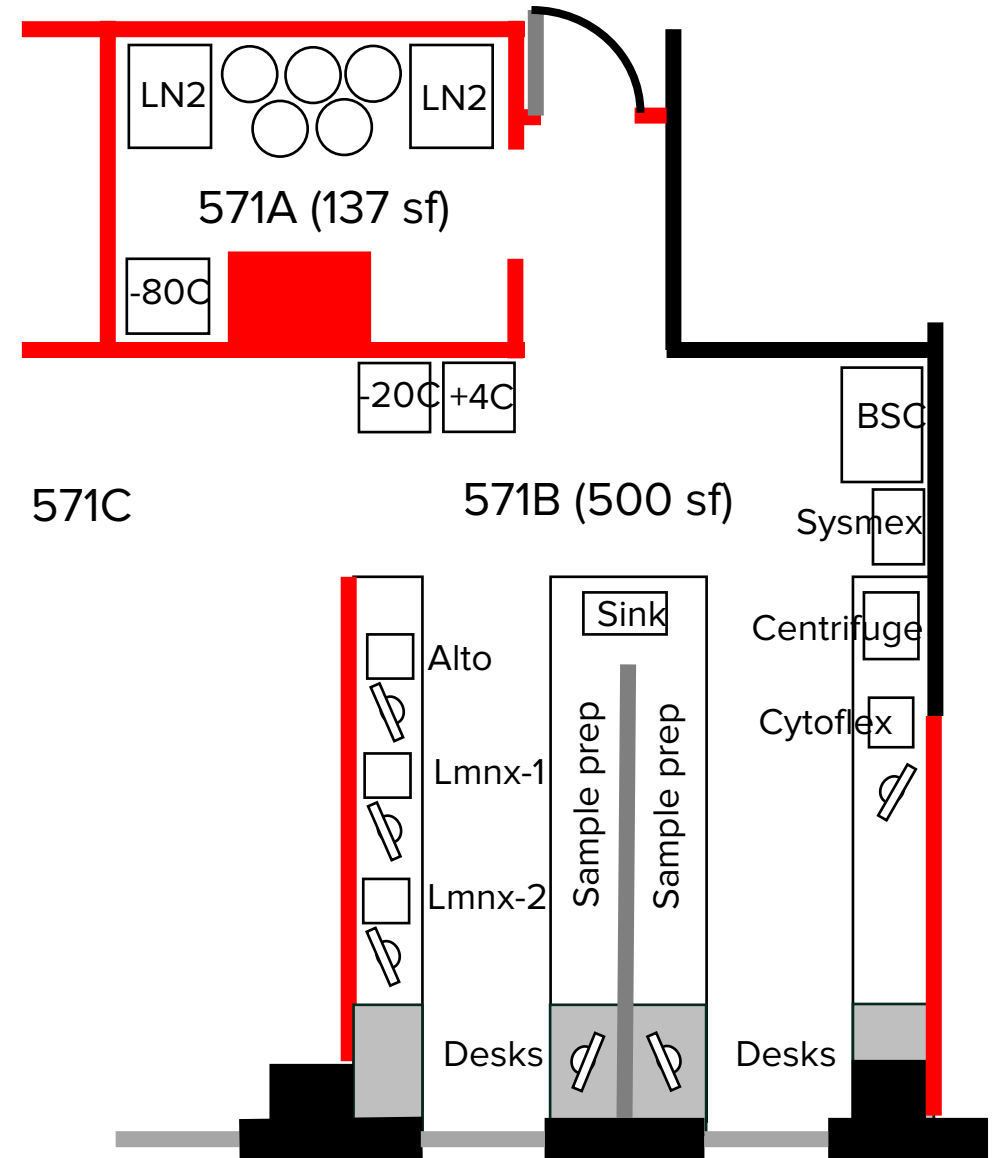 LN2
LN2
571A (137 sf)
-80C
-20C
+4C
BSC
571C
571B (500 sf)
Sysmex
Sink
Centrifuge
Alto
Sample prep
Sample prep
Cytoflex
Lmnx-1
Lmnx-2
Desks
Desks